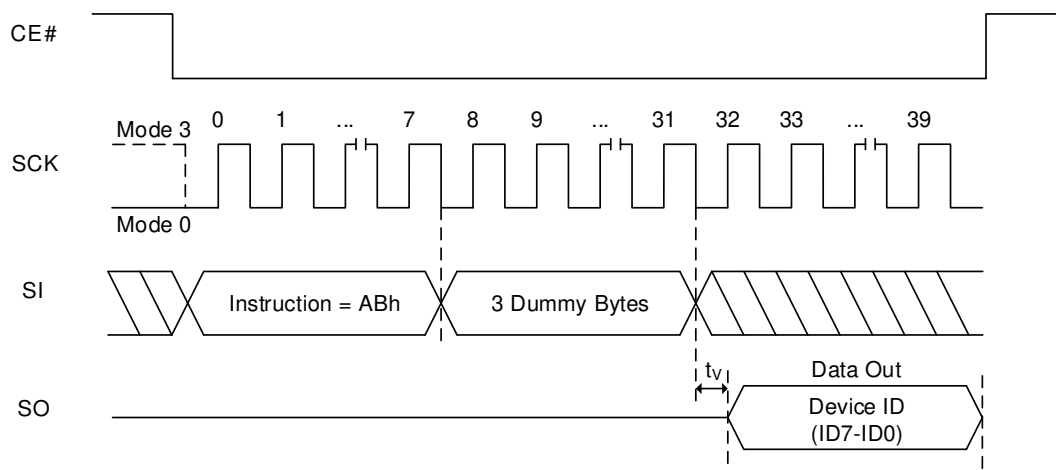 CE#
0 1 ... 7 8 9 ... 31 32 33 ... 39
Mode 3
SCK
Mode 0
SI
Instruction = ABh
3 Dummy Bytes
tV
Data Out
SO
Device ID
(ID7-ID0)